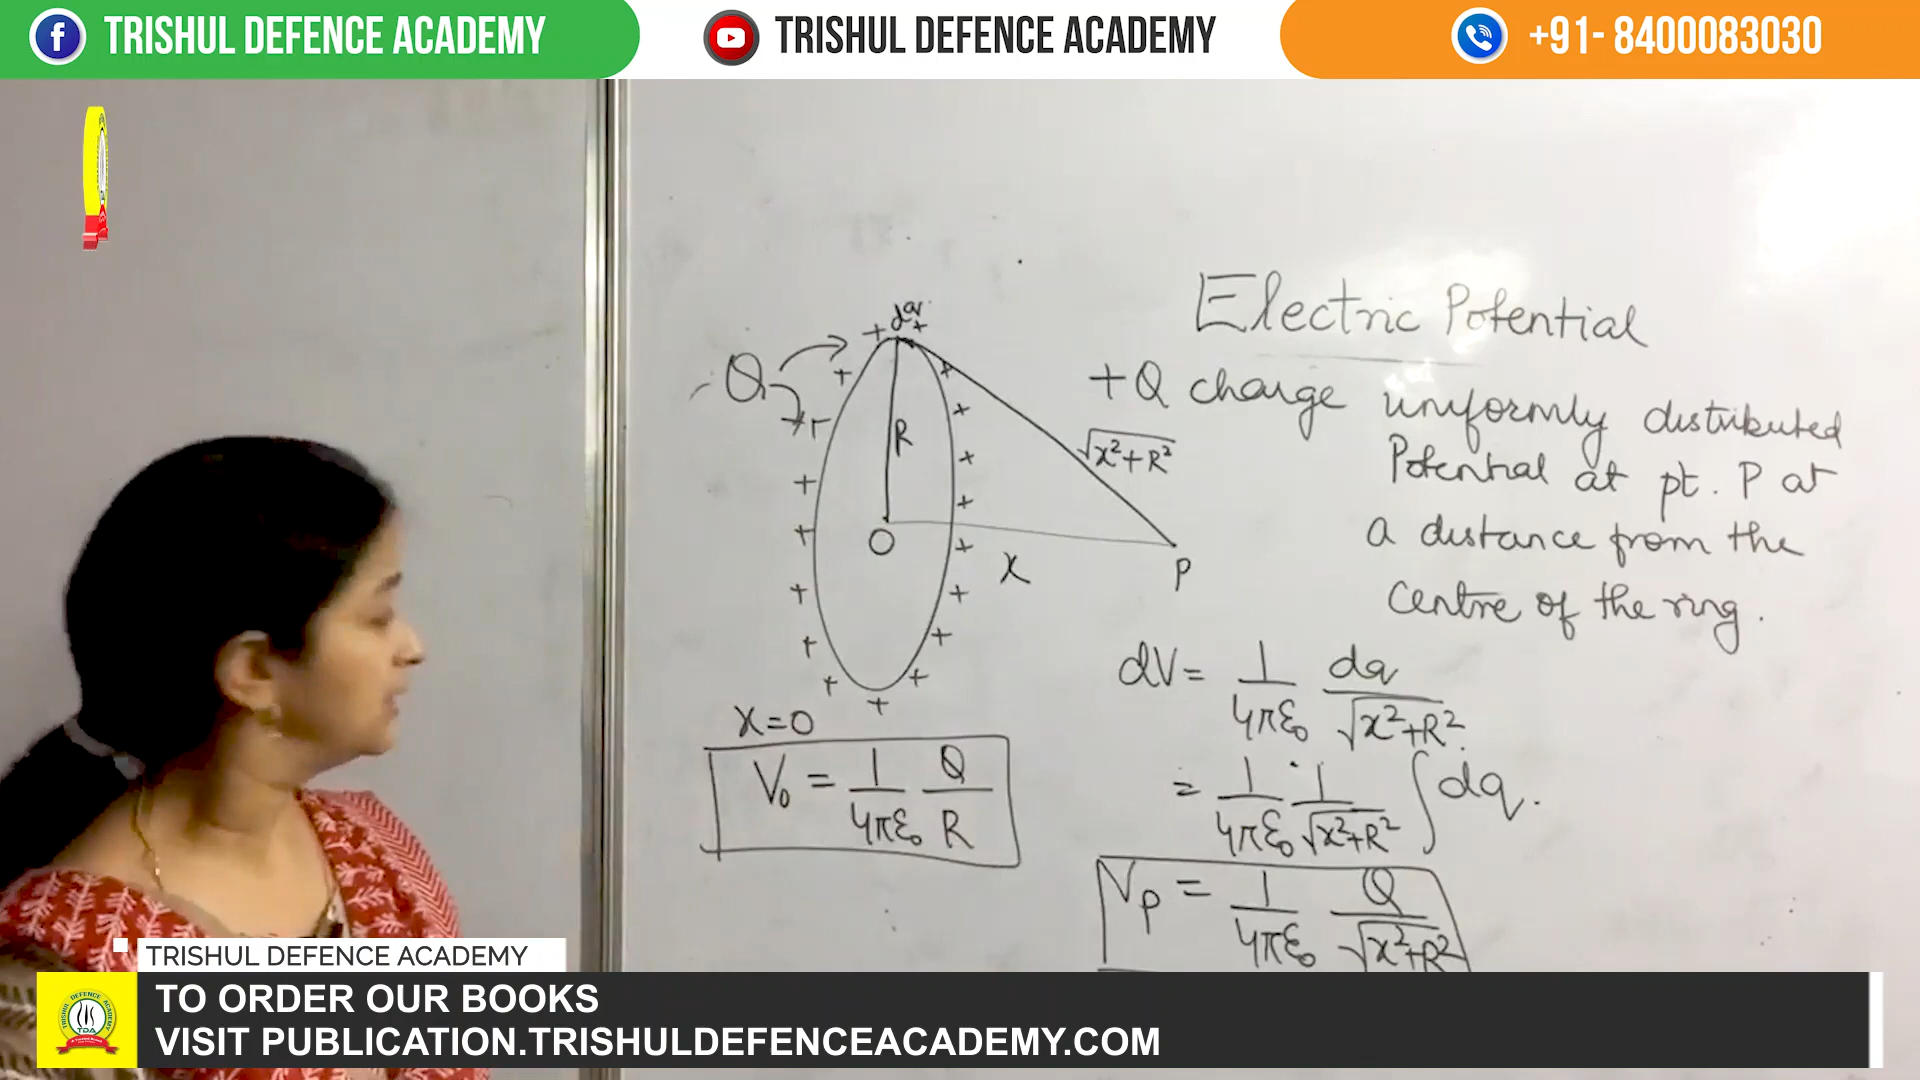 TRISHUL DEFENCE ACADEMY
TRISHUL DEFENCE ACADEMY
+91- 8400083030
Electric Potential
+Q charge uniformly distributed
Potential at pt. P at
a distance from the
centre of the ring.
dq
+ + + + + + + + + + + + + + + + + + +
Q
R
√x²+R²
O
x
P
dV = 1/4πε₀ dq/√x²+R²
= 1/4πε₀ 1/√x²+R² ∫dq.
V_P = 1/4πε₀ Q/√x²+R²
x=0
V₀ = 1/4πε₀ Q/R
TRISHUL DEFENCE ACADEMY
TO ORDER OUR BOOKS
VISIT PUBLICATION.TRISHULDEFENCEACADEMY.COM
TDA